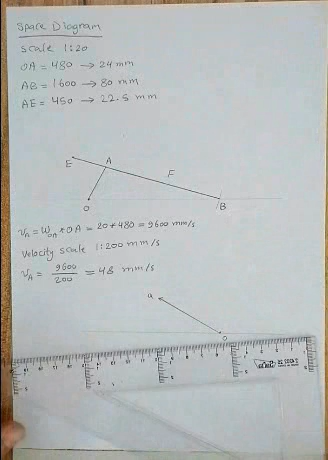 Space Diagram
scale 1:20
OA = 480 → 24 mm
AB = 1600 → 80 mm
AE = 450 → 22.5 mm
E A F
O B
VA = WOA * OA = 20 * 480 = 9600 mm/s
Velocity scale 1:200 mm/s
VA = 9600/200 = 48 mm/s
a
o